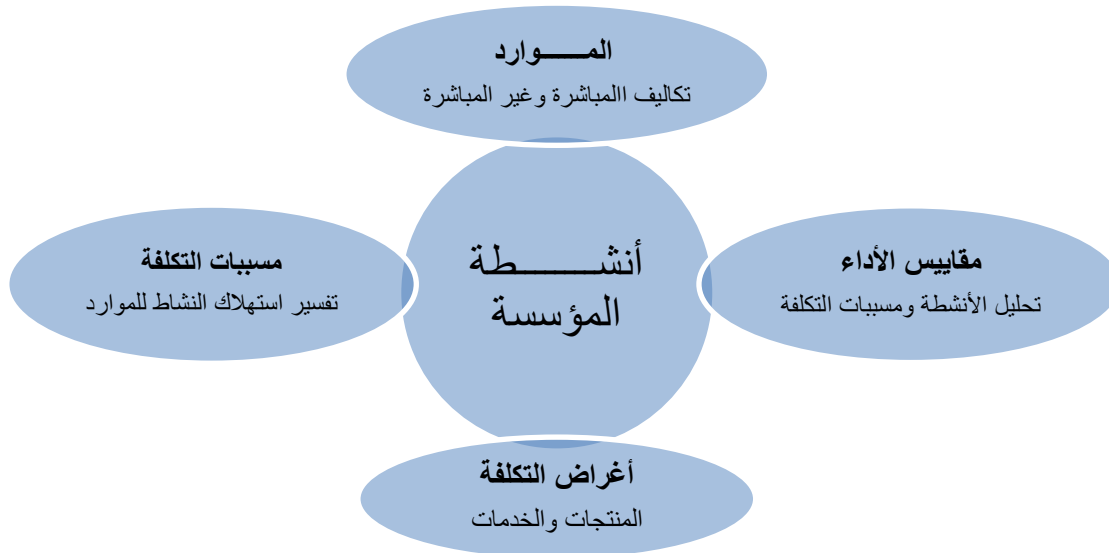 المـــــوارد
تكاليف االمباشرة وغير المباشرة
مقاييس الأداء
تحليل الأنشطة ومسببات التكلفة
أنشـــــــطة
المؤسسة
مسببات التكلفة
تفسير استهلاك النشاط للموارد
أغراض التكلفة
المنتجات والخدمات